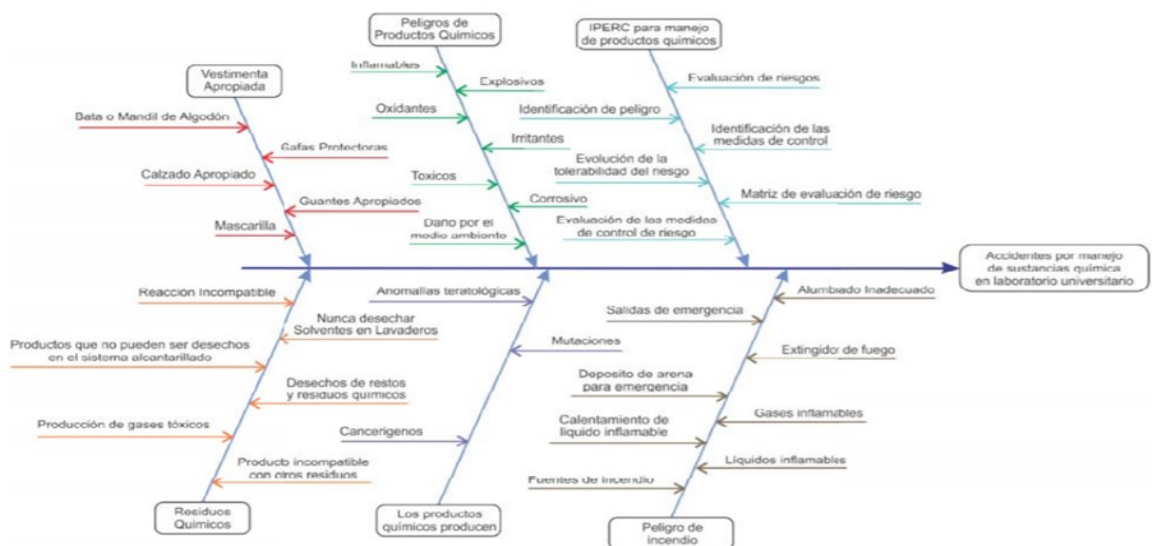 Peligros de
Productos Quimicos
IPERC para manejo
de productos químicos
Vestimenta
Apropiada
Inflamables
Explosivos
Oxidantes
Irritantes
Toxicos
Corrosivo
Daño por el
medio ambiente
Evaluación de riesgos
Identificación de peligro
Identificación de las
medidas de control
Evolución de la
tolerabilidad del riesgo
Matriz de evaluación de riesgo
Evaluación de las medidas
de control de riesgo
Bata o Mandil de Algodón
Gafas Protectoras
Calzado Apropiado
Guantes Apropiados
Mascarilla
Accidentes por manejo
de sustancias química
en laboratorio universitario
Reacción Incompatible
Nunca desechar
Solventes en Lavaderos
Productos que no pueden ser desechos
en el sistema alcantarillado
Desechos de restos
y residuos químicos
Producción de gases tóxicos
Producto incompatible
con otros residuos
Residuos
Quimicos
Anomalías teratológicas
Mutaciones
Cancerigenos
Los productos
químicos producen
Alumbiado Inadecuado
Salidas de emergencia
Extingidor de fuego
Deposito de arena
para emergencia
Gases inflamables
Calentamiento de
líquido inflamable
Líquidos inflamables
Fuentes de Incendio
Peligro de
incendio